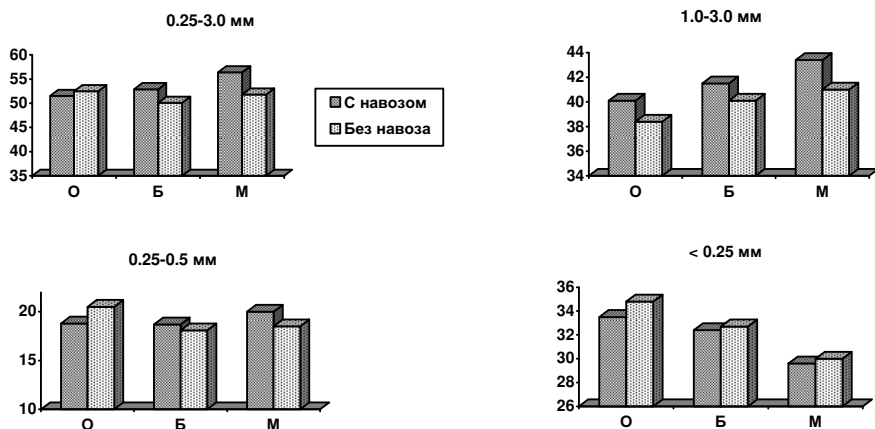 0.25-3.0 мм
60
55
50
45
40
35
О Б М
С навозом
Без навоза
1.0-3.0 мм
44
42
40
38
36
34
О Б М
0.25-0.5 мм
20
15
10
О Б М
< 0.25 мм
36
34
32
30
28
26
О Б М